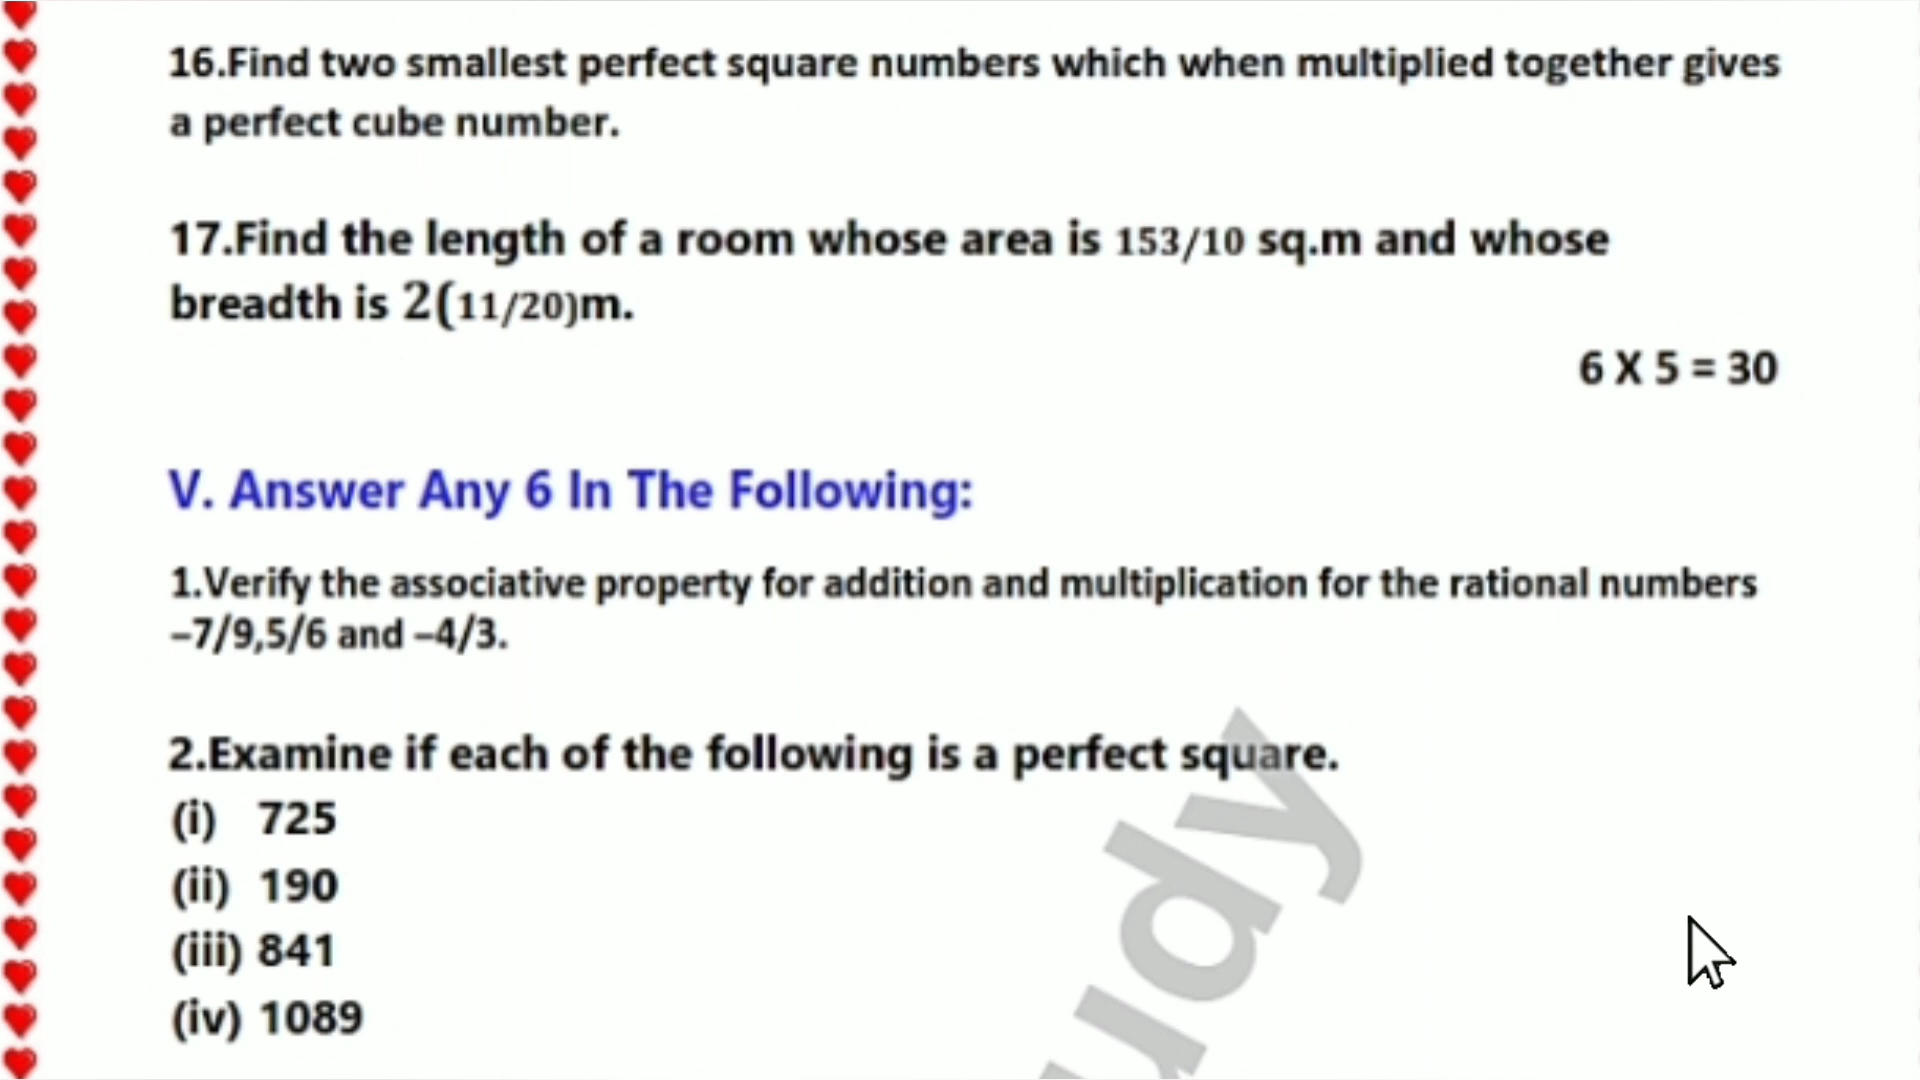 16.Find two smallest perfect square numbers which when multiplied together gives
a perfect cube number.
17.Find the length of a room whose area is 153/10 sq.m and whose
breadth is 2(11/20)m.
6 X 5 = 30
V. Answer Any 6 In The Following:
1.Verify the associative property for addition and multiplication for the rational numbers
–7/9,5/6 and –4/3.
2.Examine if each of the following is a perfect square.
(i) 725
(ii) 190
(iii) 841
(iv) 1089
udy